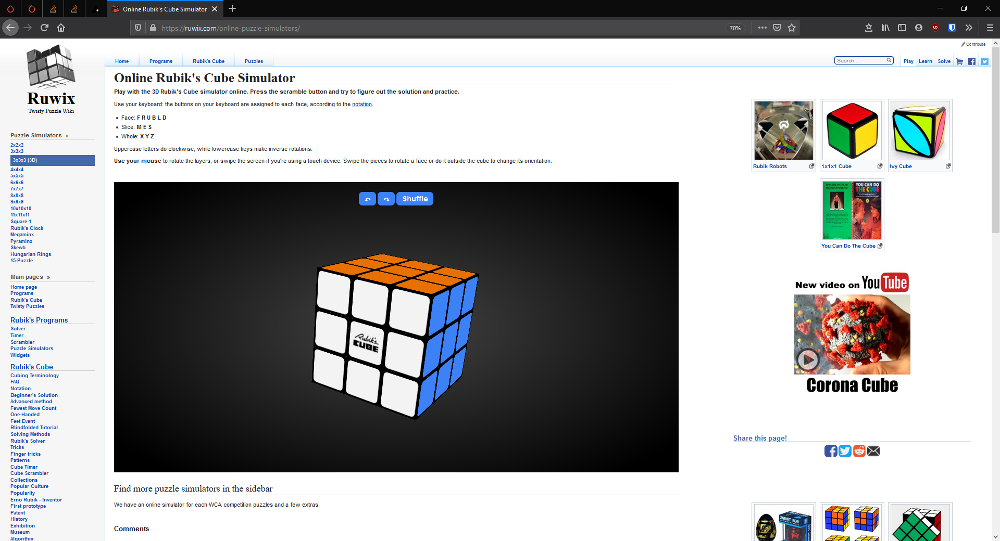 Online Rubik's Cube Simulator
https://ruwix.com/online-puzzle-simulators/
70%
Contribute
Ruwix
Twisty Puzzle Wiki
Home
Programs
Rubik's Cube
Puzzles
Search...
Play
Learn
Solve
Puzzle Simulators »
2x2x2
3x3x3
3x3x3 (3D)
4x4x4
5x5x5
6x6x6
7x7x7
8x8x8
9x9x9
10x10x10
11x11x11
Square-1
Rubik's Clock
Megaminx
Pyraminx
Skewb
Hungarian Rings
15-Puzzle
Main pages »
Home page
Programs
Rubik's Cube
Twisty Puzzles
Rubik's Programs
Solver
Timer
Scrambler
Puzzle Simulators
Widgets
Rubik's Cube
Cubing Terminology
FAQ
Notation
Beginner's Solution
Advanced method
Fewest Move Count
One-Handed
Feet Event
Blindfolded Tutorial
Solving Methods
Rubik's Solver
Tricks
Finger tricks
Patterns
Cube Timer
Cube Scrambler
Collections
Popular Culture
Popularity
Erno Rubik - Inventor
First prototype
Patent
History
Exhibition
Museum
Algorithm
Online Rubik's Cube Simulator
Play with the 3D Rubik's Cube simulator online. Press the scramble button and try to figure out the solution and practice.
Use your keyboard: the buttons on your keyboard are assigned to each face, according to the notation.
Face: F R U B L D
Slice: M E S
Whole: X Y Z
Uppercase letters do clockwise, while lowercase keys make inverse rotations.
Use your mouse to rotate the layers, or swipe the screen if you're using a touch device. Swipe the pieces to rotate a face or do it outside the cube to change its orientation.
Shuffle
Rubik's
CUBE
Find more puzzle simulators in the sidebar
We have an online simulator for each WCA competition puzzles and a few extras.
Comments
Rubik Robots
1x1x1 Cube
Ivy Cube
YOU CAN DO
THE CUBE
You Can Do The Cube
New video on YouTube
Corona Cube
Share this page!
SMART EGG